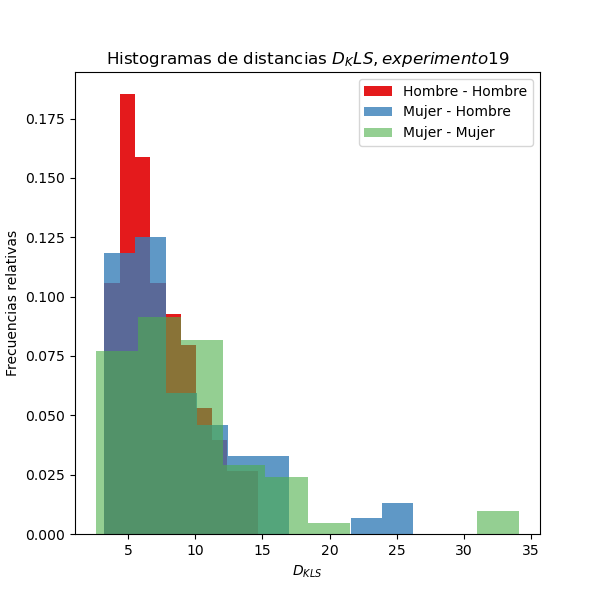 Histogramas de distancias D_KLS, experimento19
Hombre - Hombre
Mujer - Hombre
Mujer - Mujer
Frecuencias relativas
0.175
0.150
0.125
0.100
0.075
0.050
0.025
0.000
5 10 15 20 25 30 35
D_{KLS}